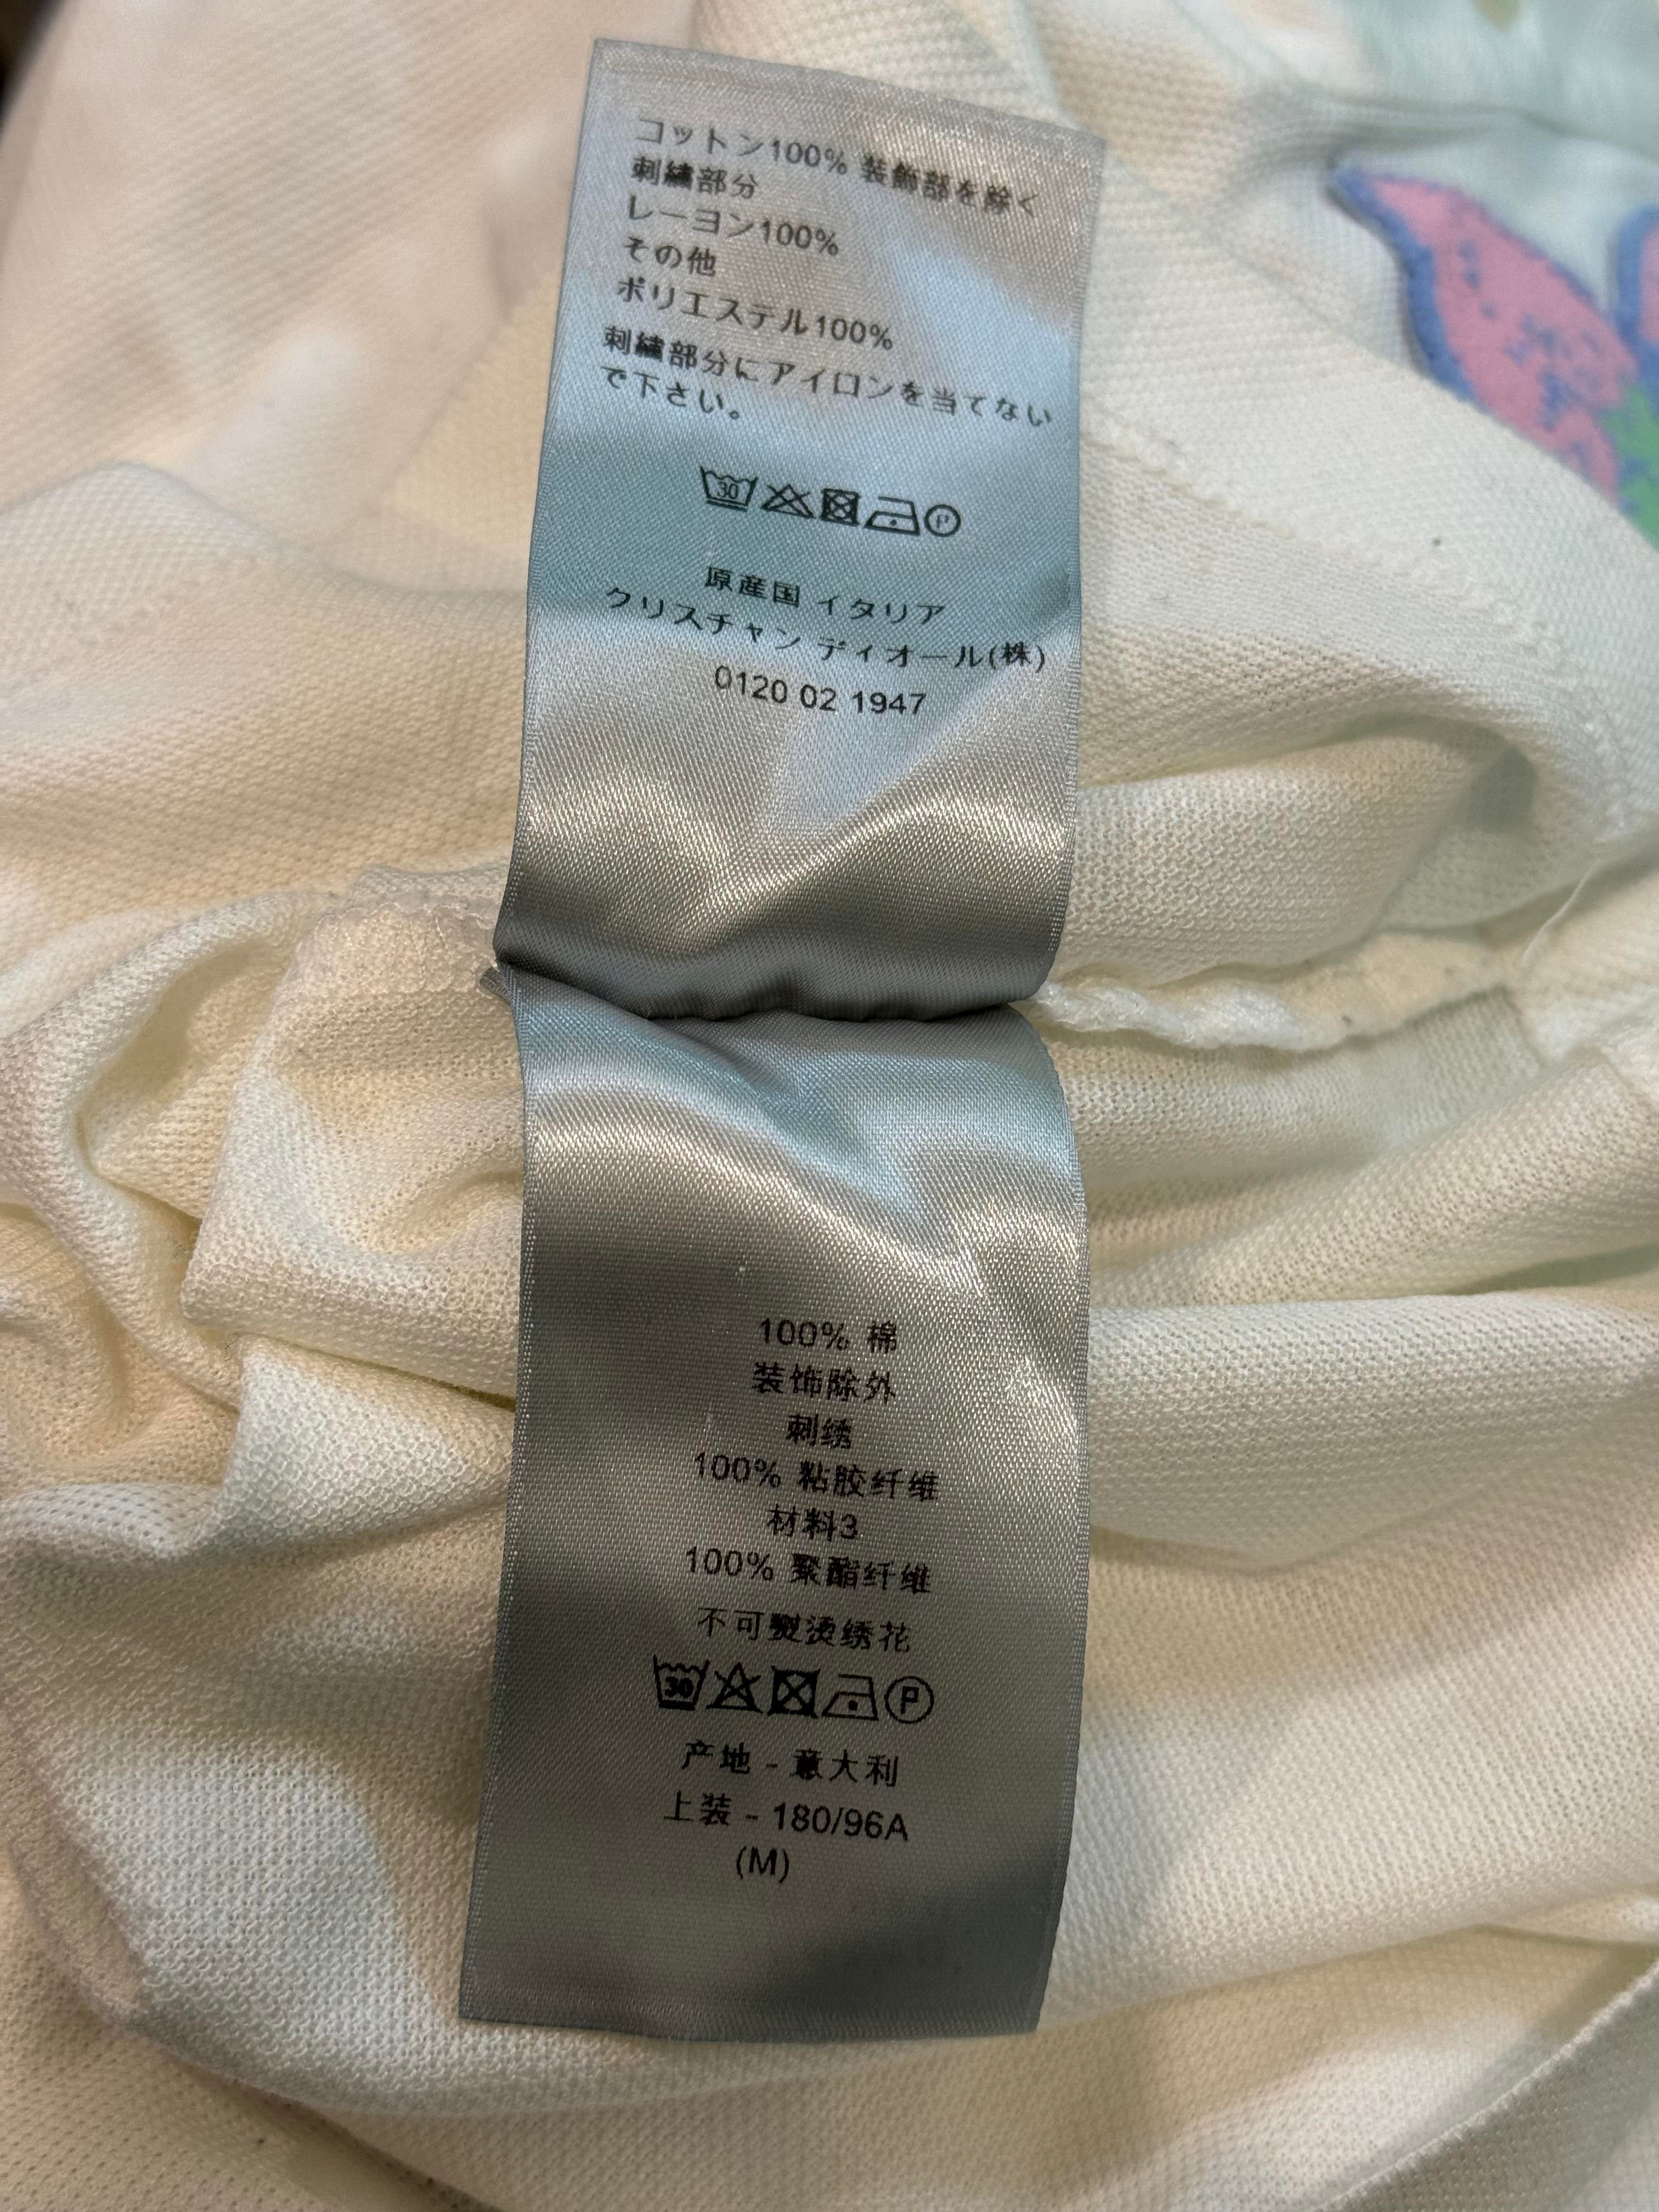 コットン100% 装飾部を除く
刺繍部分
レーヨン100%
その他
ポリエステル100%
刺繍部分にアイロンを当てない
で下さい。
30 P
原産国 イタリア
クリスチャン ディオール(株)
0120 02 1947
100% 棉
装饰除外
刺绣
100% 粘胶纤维
材料3
100% 聚酯纤维
不可熨烫绣花
30 P
产地 - 意大利
上装 - 180/96A
(M)